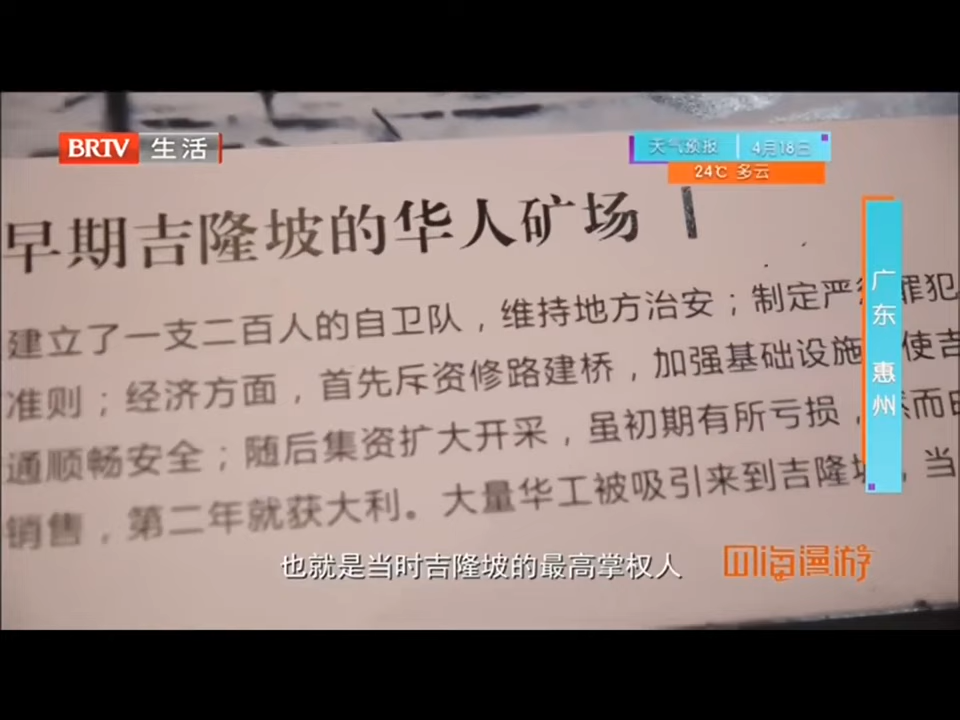 BRTV 生活
天气预报 4月18日
24℃ 多云
早期吉隆坡的华人矿场
建立了一支二百人的自卫队，维持地方治安；制定严 罪犯
准则；经济方面，首先斥资修路建桥，加强基础设施 使吉
通顺畅安全；随后集资扩大开采，虽初期有所亏损，然而
销售，第二年就获大利。大量华工被吸引来到吉隆坡，当
广东 惠州
也就是当时吉隆坡的最高掌权人
四海漫游